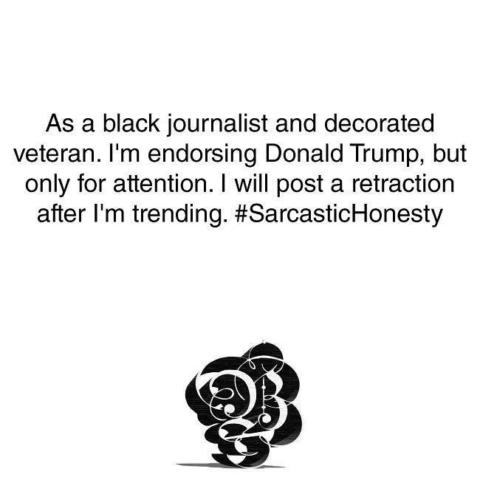 As a black journalist and decorated
veteran. I'm endorsing Donald Trump, but
only for attention. I will post a retraction
after I'm trending. #SarcasticHonesty